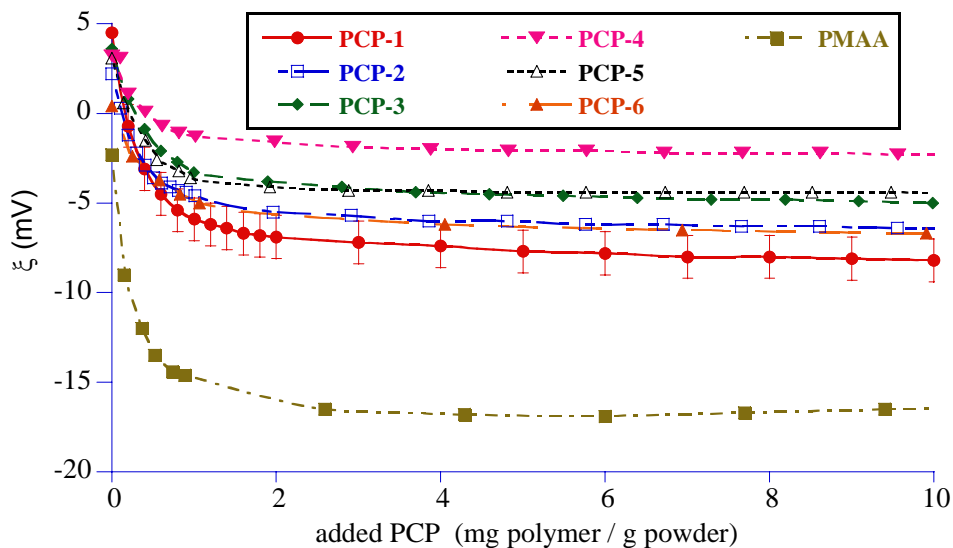 PCP-1 PCP-4 PMAA
PCP-2 PCP-5
PCP-3 PCP-6
5
0
-5
-10
-15
-20
ξ (mV)
0 2 4 6 8 10
added PCP (mg polymer / g powder)